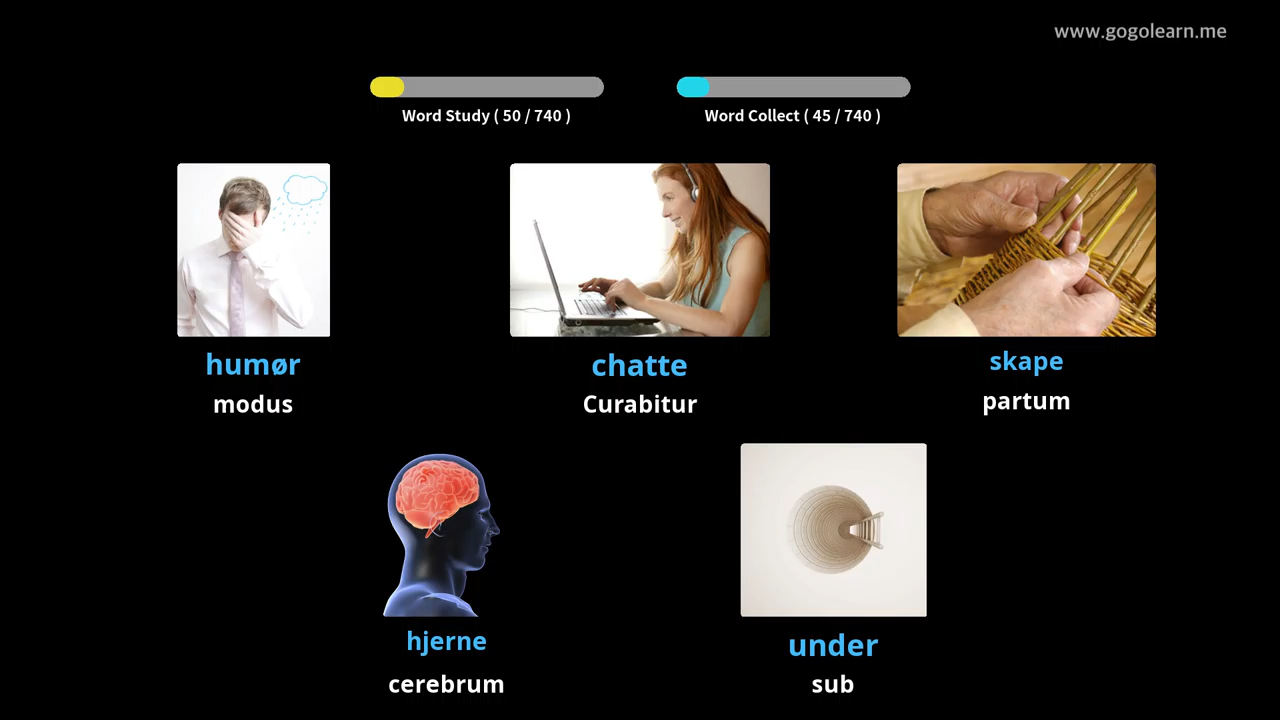 www.gogolearn.me
Word Study ( 50 / 740 )
Word Collect ( 45 / 740 )
humør
chatte
skape
modus
Curabitur
partum
hjerne
under
cerebrum
sub